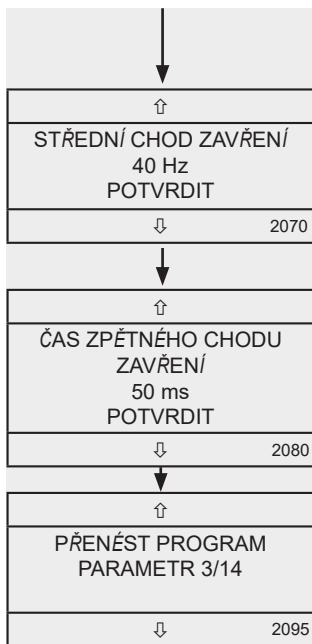 ⇧
STŘEDNÍ CHOD ZAVŘENÍ
40 Hz
POTVRDIT
⇩ 2070
⇧
ČAS ZPĚTNÉHO CHODU
ZAVŘENÍ
50 ms
POTVRDIT
⇩ 2080
⇧
PŘENÉST PROGRAM
PARAMETR 3/14
⇩ 2095